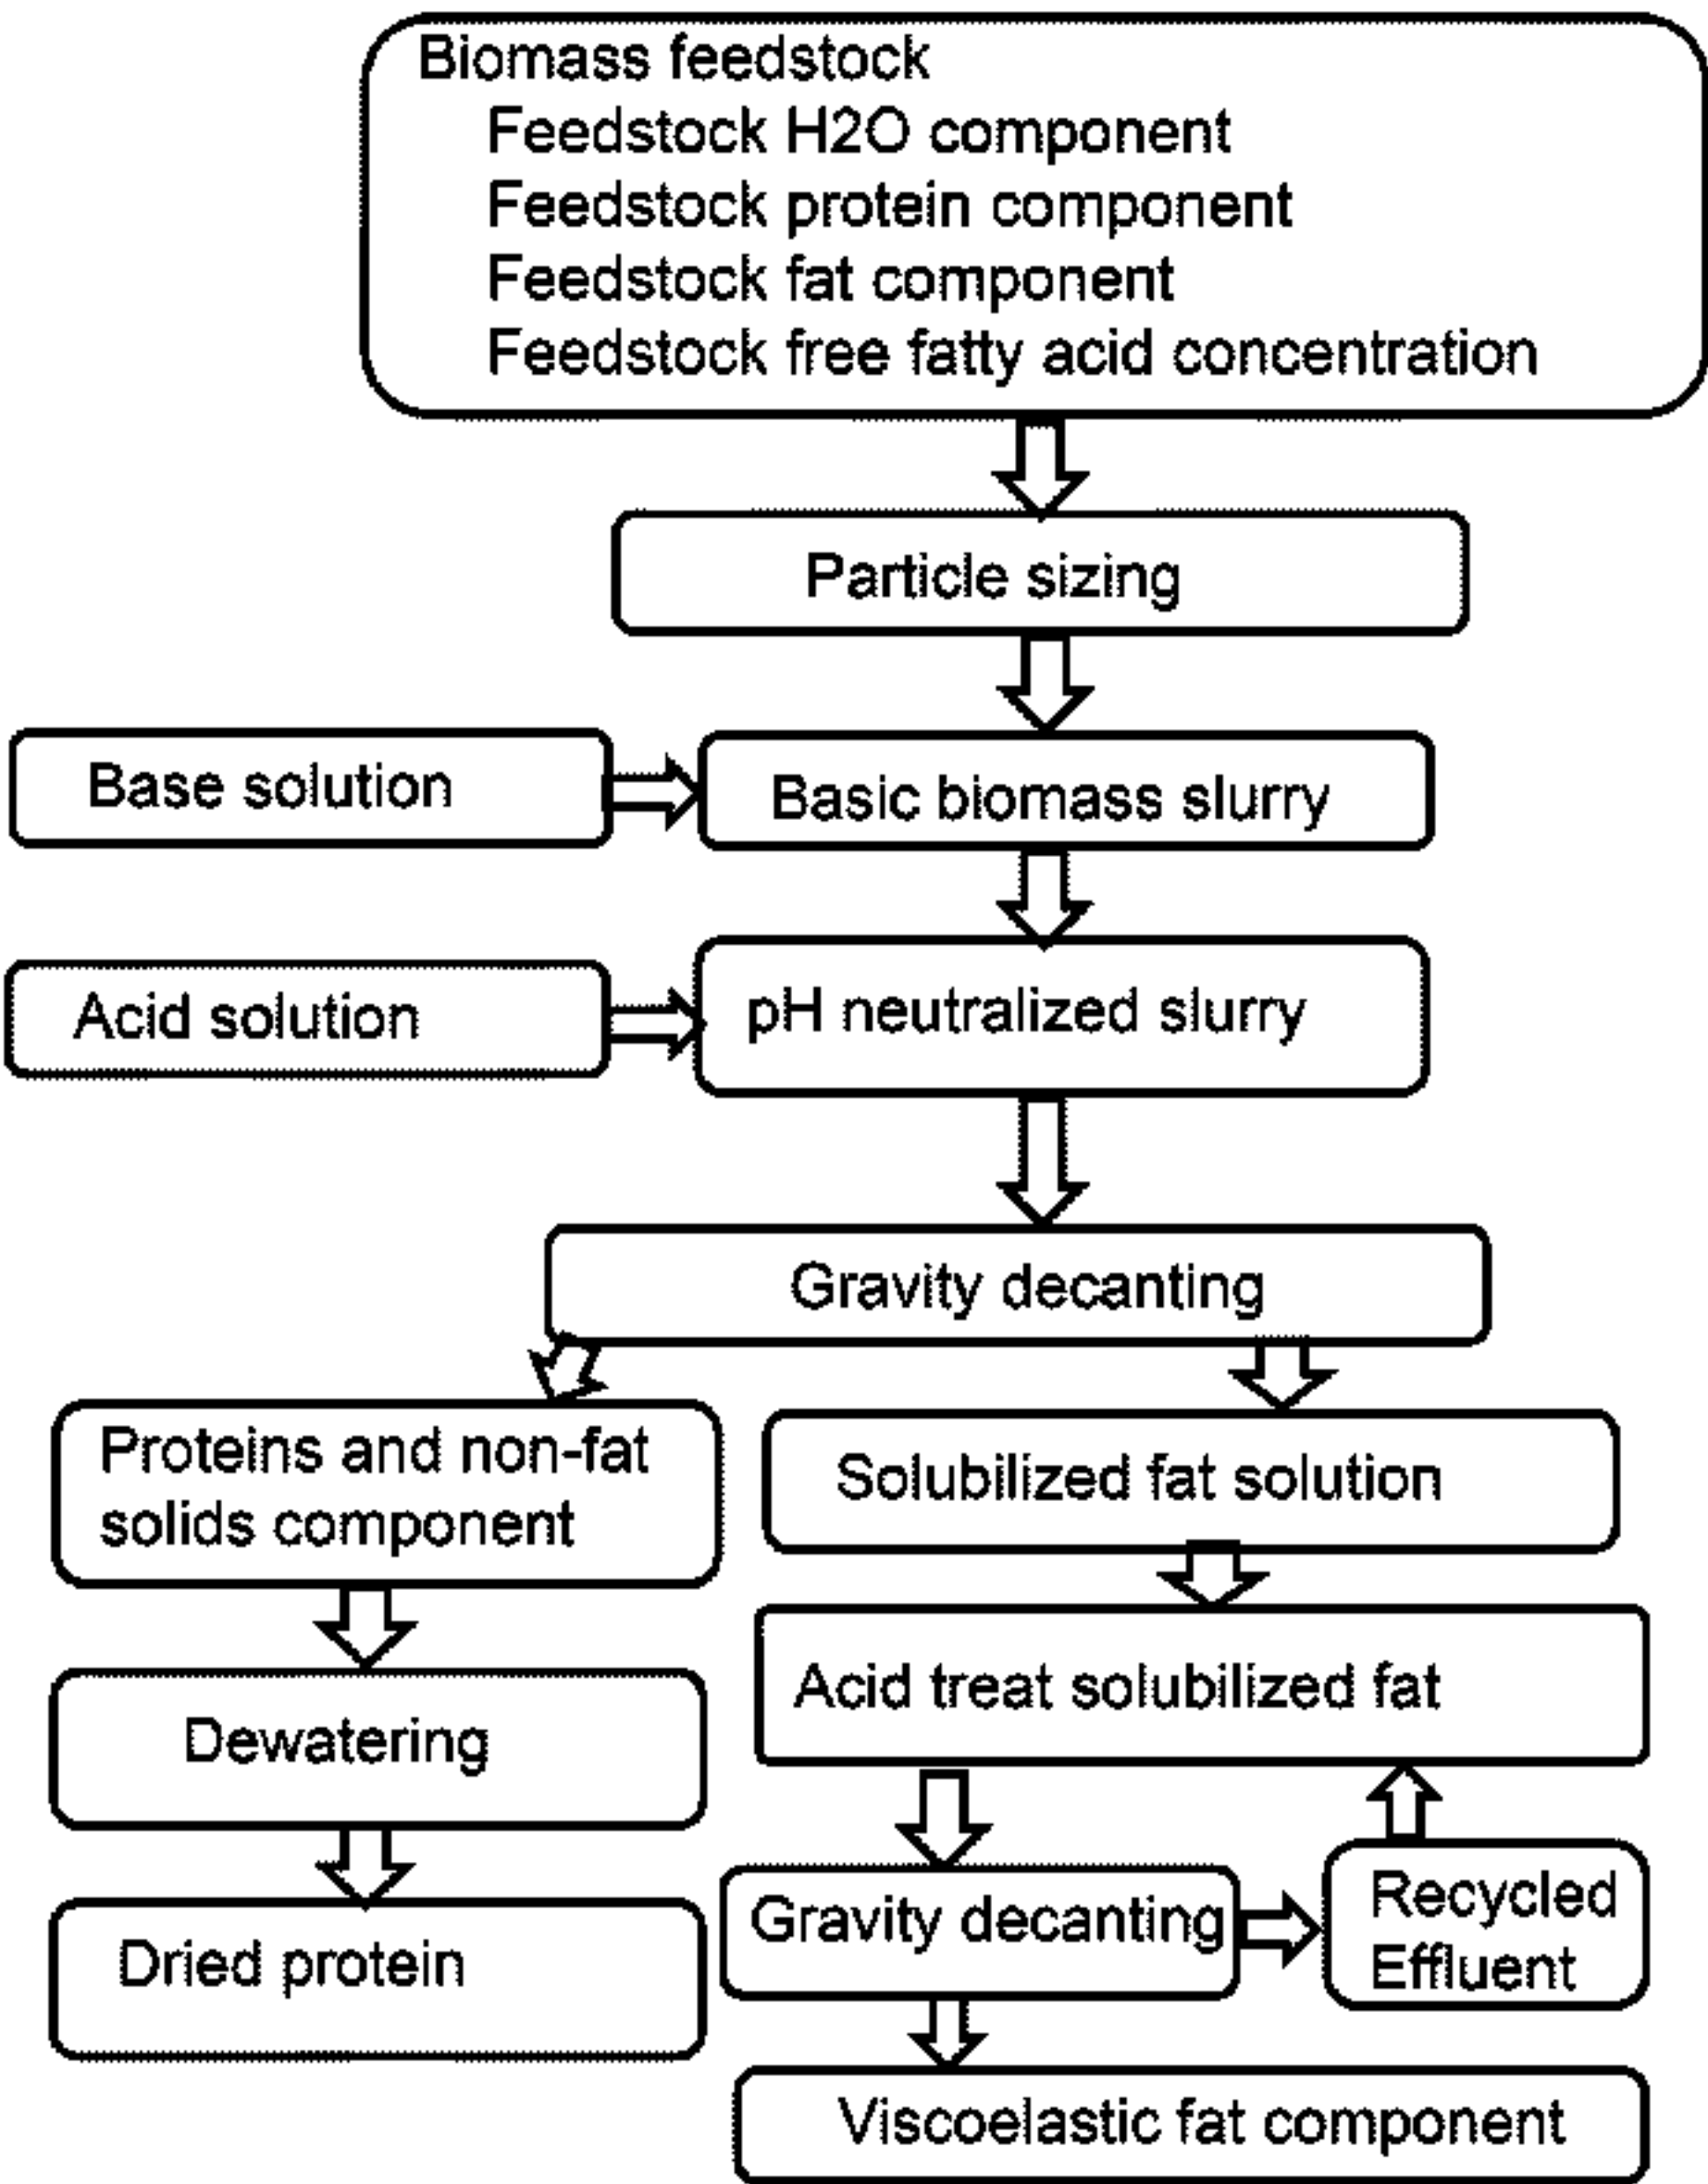 Biomass feedstock
Feedstock H2O component
Feedstock protein component
Feedstock fat component
Feedstock free fatty acid concentration
Particle sizing
Base solution
Basic biomass slurry
Acid solution
pH neutralized slurry
Gravity decanting
Proteins and non-fat
solids component
Solubilized fat solution
Dewatering
Acid treat solubilized fat
Dried protein
Gravity decanting
Recycled
Effluent
Viscoelastic fat component